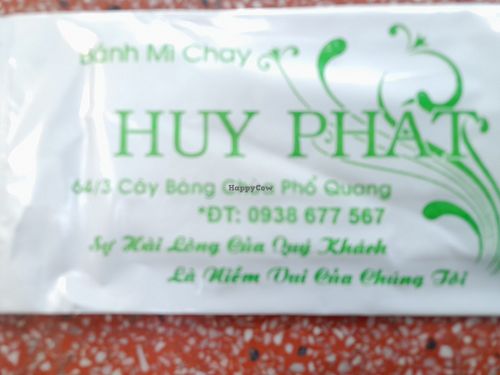 Bánh Mì Chay
HUY PHÁT
64/3 Cây Bàng Chùa Phổ Quang
HappyCow
*ĐT: 0938 677 567
Sự Hài Lòng Của Quý Khách
Là Niềm Vui Của Chúng Tôi